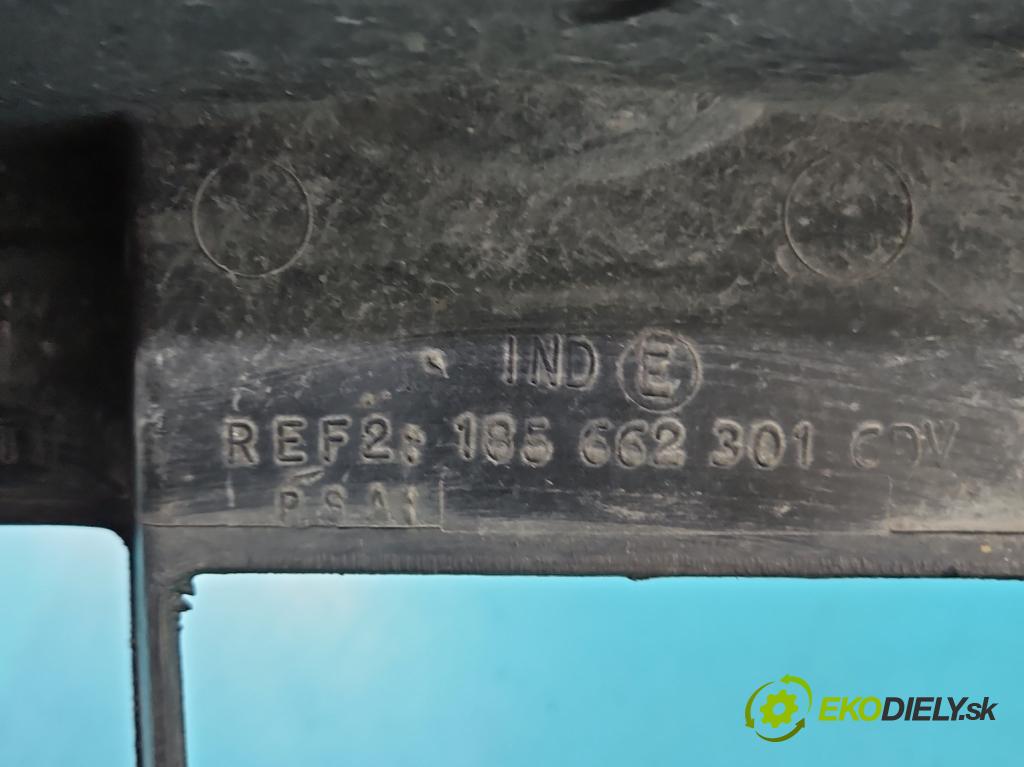 IND E
REF2: 185 662 301 CDV
PSA:
EKODIELY.sk